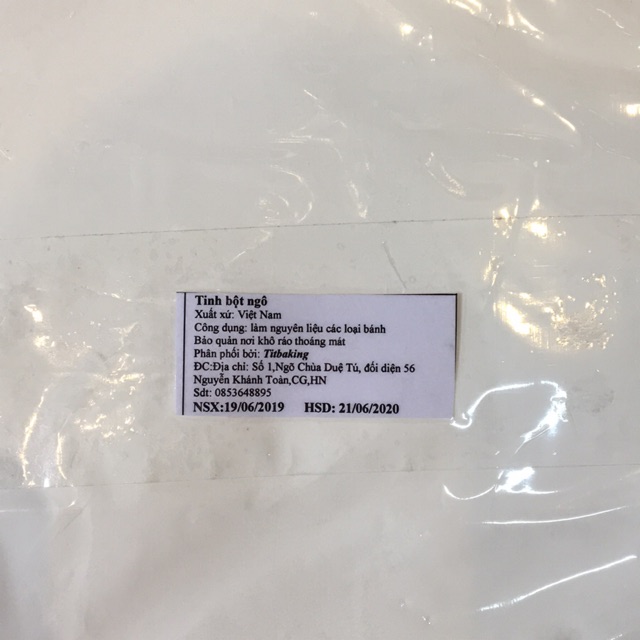 Tinh bột ngô
Xuất xứ: Việt Nam
Công dụng: làm nguyên liệu các loại bánh
Bảo quản nơi khô ráo thoáng mát
Phân phối bởi: Titbaking
ĐC:Địa chỉ: Số 1,Ngõ Chùa Duệ Tú, đối diện 56
Nguyễn Khánh Toàn,CG,HN
Sdt: 0853648895
NSX:19/06/2019 HSD: 21/06/2020